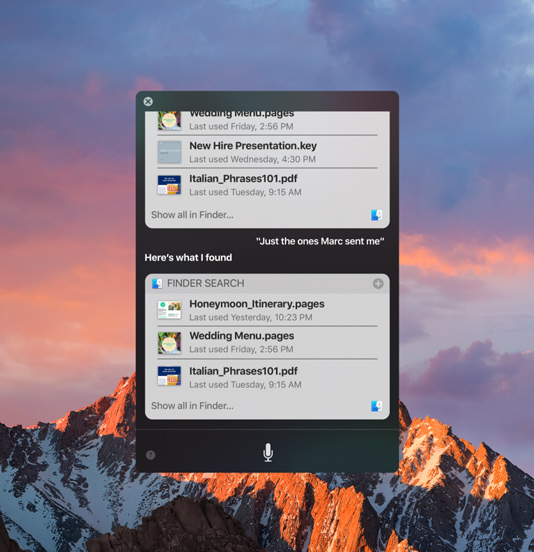 Wedding Menu.pages
Last used Friday, 2:56 PM
New Hire Presentation.key
Last used Wednesday, 4:30 PM
Italian_Phrases101.pdf
Last used Tuesday, 9:15 AM
Show all in Finder...
“Just the ones Marc sent me”
Here’s what I found
FINDER SEARCH
Honeymoon_Itinerary.pages
Last used Yesterday, 10:23 PM
Wedding Menu.pages
Last used Friday, 2:56 PM
Italian_Phrases101.pdf
Last used Tuesday, 9:15 AM
Show all in Finder...